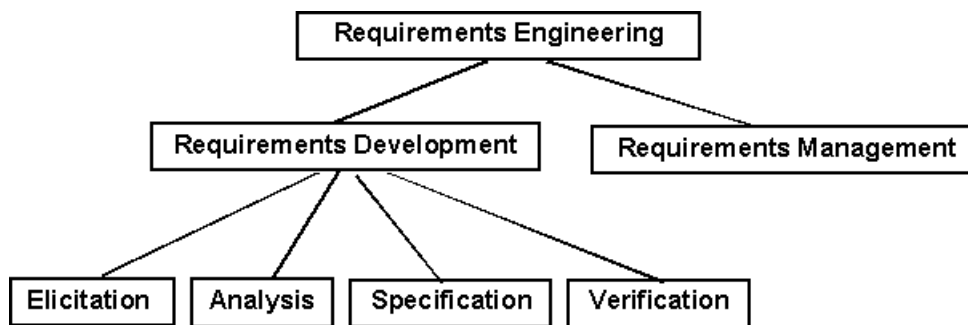 Requirements Engineering
Requirements Development
Requirements Management
Elicitation
Analysis
Specification
Verification